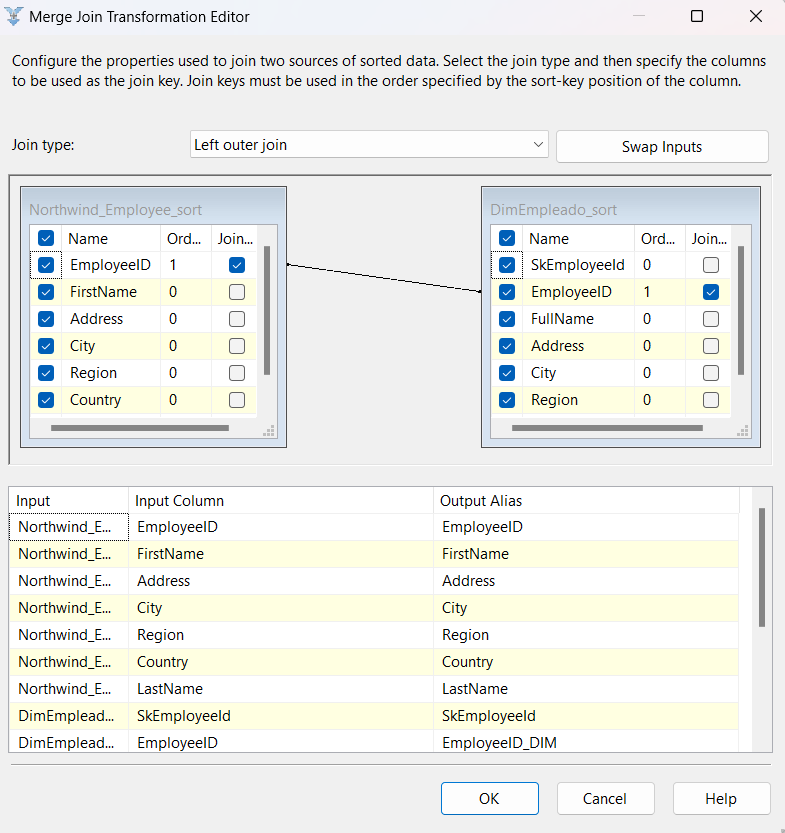 Merge Join Transformation Editor
Configure the properties used to join two sources of sorted data. Select the join type and then specify the columns
to be used as the join key. Join keys must be used in the order specified by the sort-key position of the column.
Join type:
Left outer join
Swap Inputs
Northwind_Employee_sort
Name Ord... Join...
EmployeeID 1
FirstName 0
Address 0
City 0
Region 0
Country 0
DimEmpleado_sort
Name Ord... Join...
SkEmployeeId 0
EmployeeID 1
FullName 0
Address 0
City 0
Region 0
Input Input Column Output Alias
Northwind_E... EmployeeID EmployeeID
Northwind_E... FirstName FirstName
Northwind_E... Address Address
Northwind_E... City City
Northwind_E... Region Region
Northwind_E... Country Country
Northwind_E... LastName LastName
DimEmplead... SkEmployeeId SkEmployeeId
DimEmplead... EmployeeID EmployeeID_DIM
OK
Cancel
Help